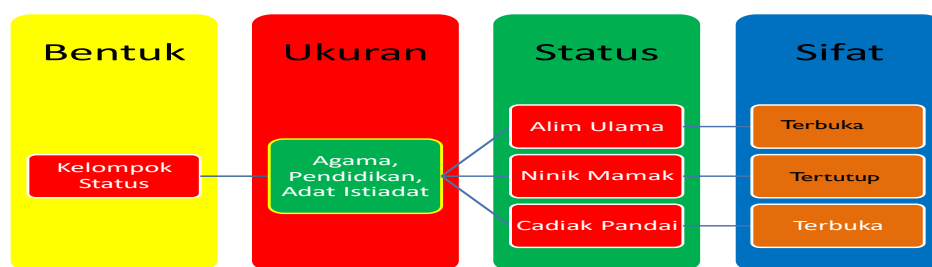 Bentuk
Ukuran
Status
Sifat
Kelompok
Status
Agama,
Pendidikan,
Adat Istiadat
Alim Ulama
Ninik Mamak
Cadiak Pandai
Terbuka
Tertutup
Terbuka